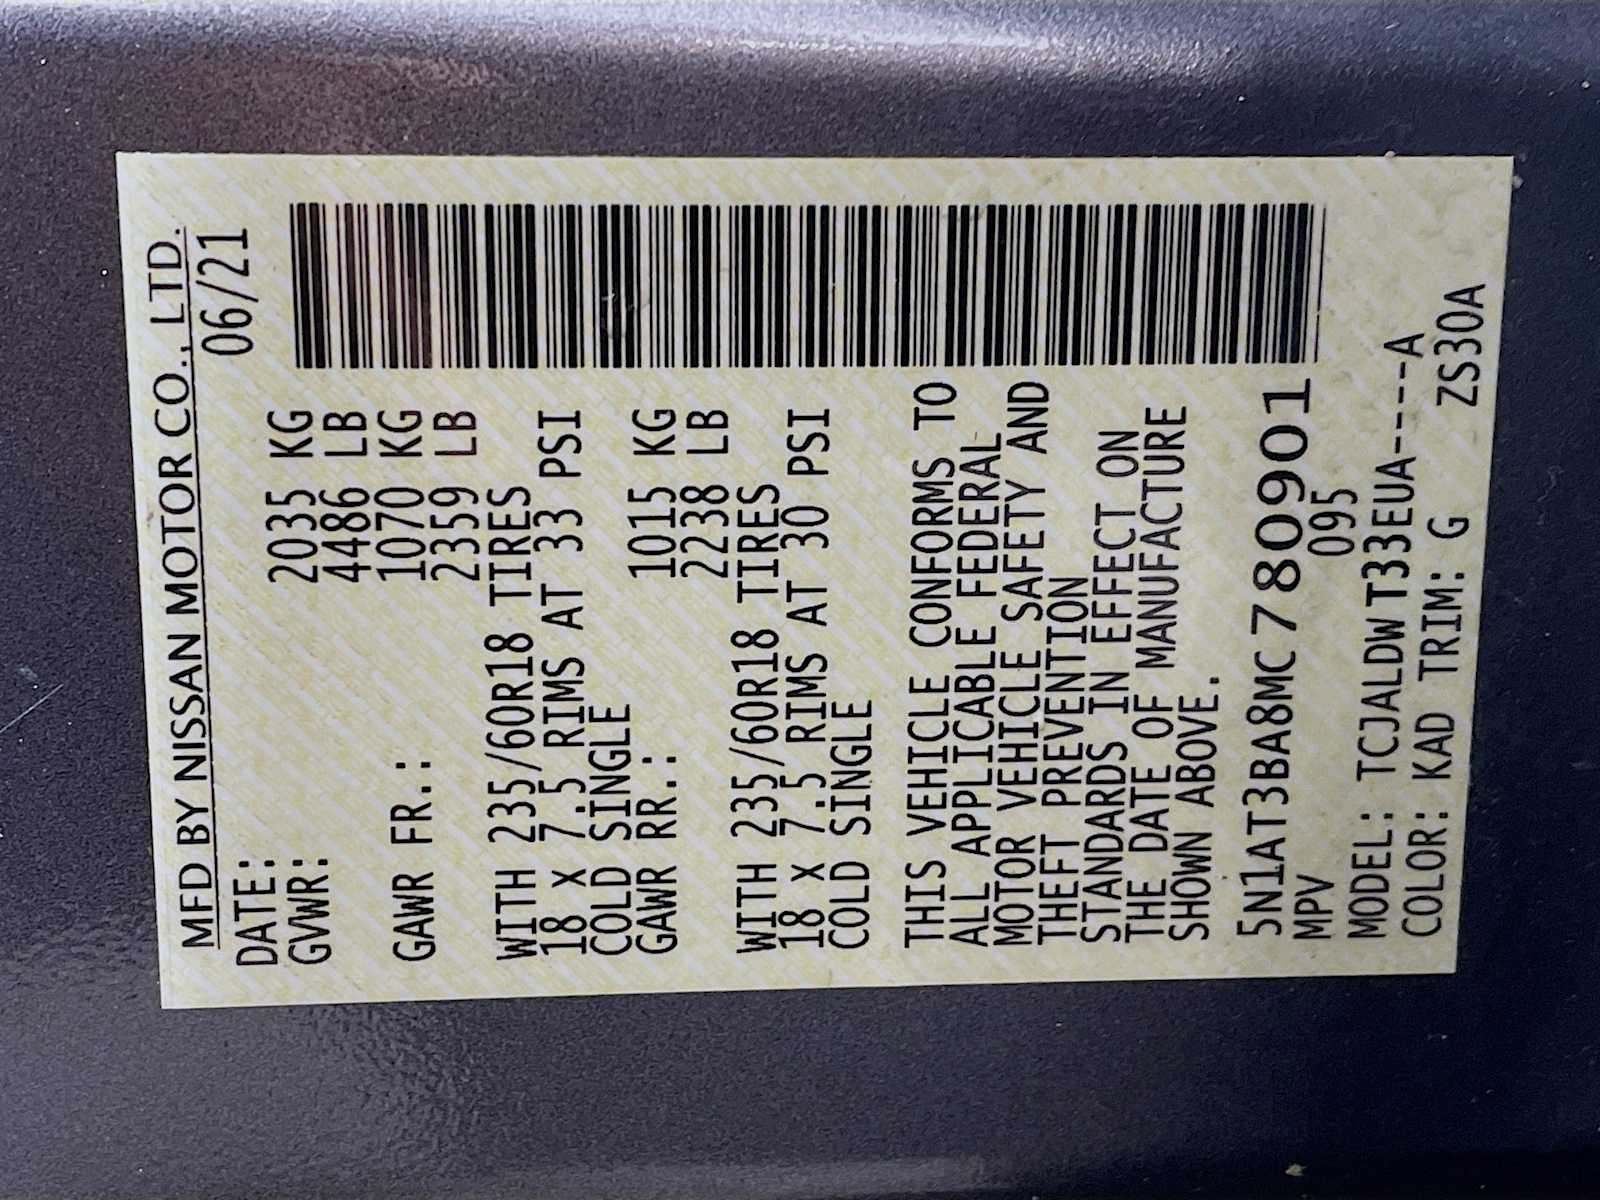 MFD BY NISSAN MOTOR CO., LTD.
DATE: 06/21
GVWR: 2035 KG
4486 LB
GAWR FR.: 1070 KG
2359 LB
WITH 235/60R18 TIRES
18 X 7.5 RIMS AT 33 PSI
COLD SINGLE
GAWR RR.: 1015 KG
2238 LB
WITH 235/60R18 TIRES
18 X 7.5 RIMS AT 30 PSI
COLD SINGLE
THIS VEHICLE CONFORMS TO
ALL APPLICABLE FEDERAL
MOTOR VEHICLE SAFETY AND
THEFT PREVENTION
STANDARDS IN EFFECT ON
THE DATE OF MANUFACTURE
SHOWN ABOVE.
5N1AT3BA8MC780901
MPV 095
MODEL: TCJALDWT33EUA----A
COLOR: KAD TRIM: G ZS30A